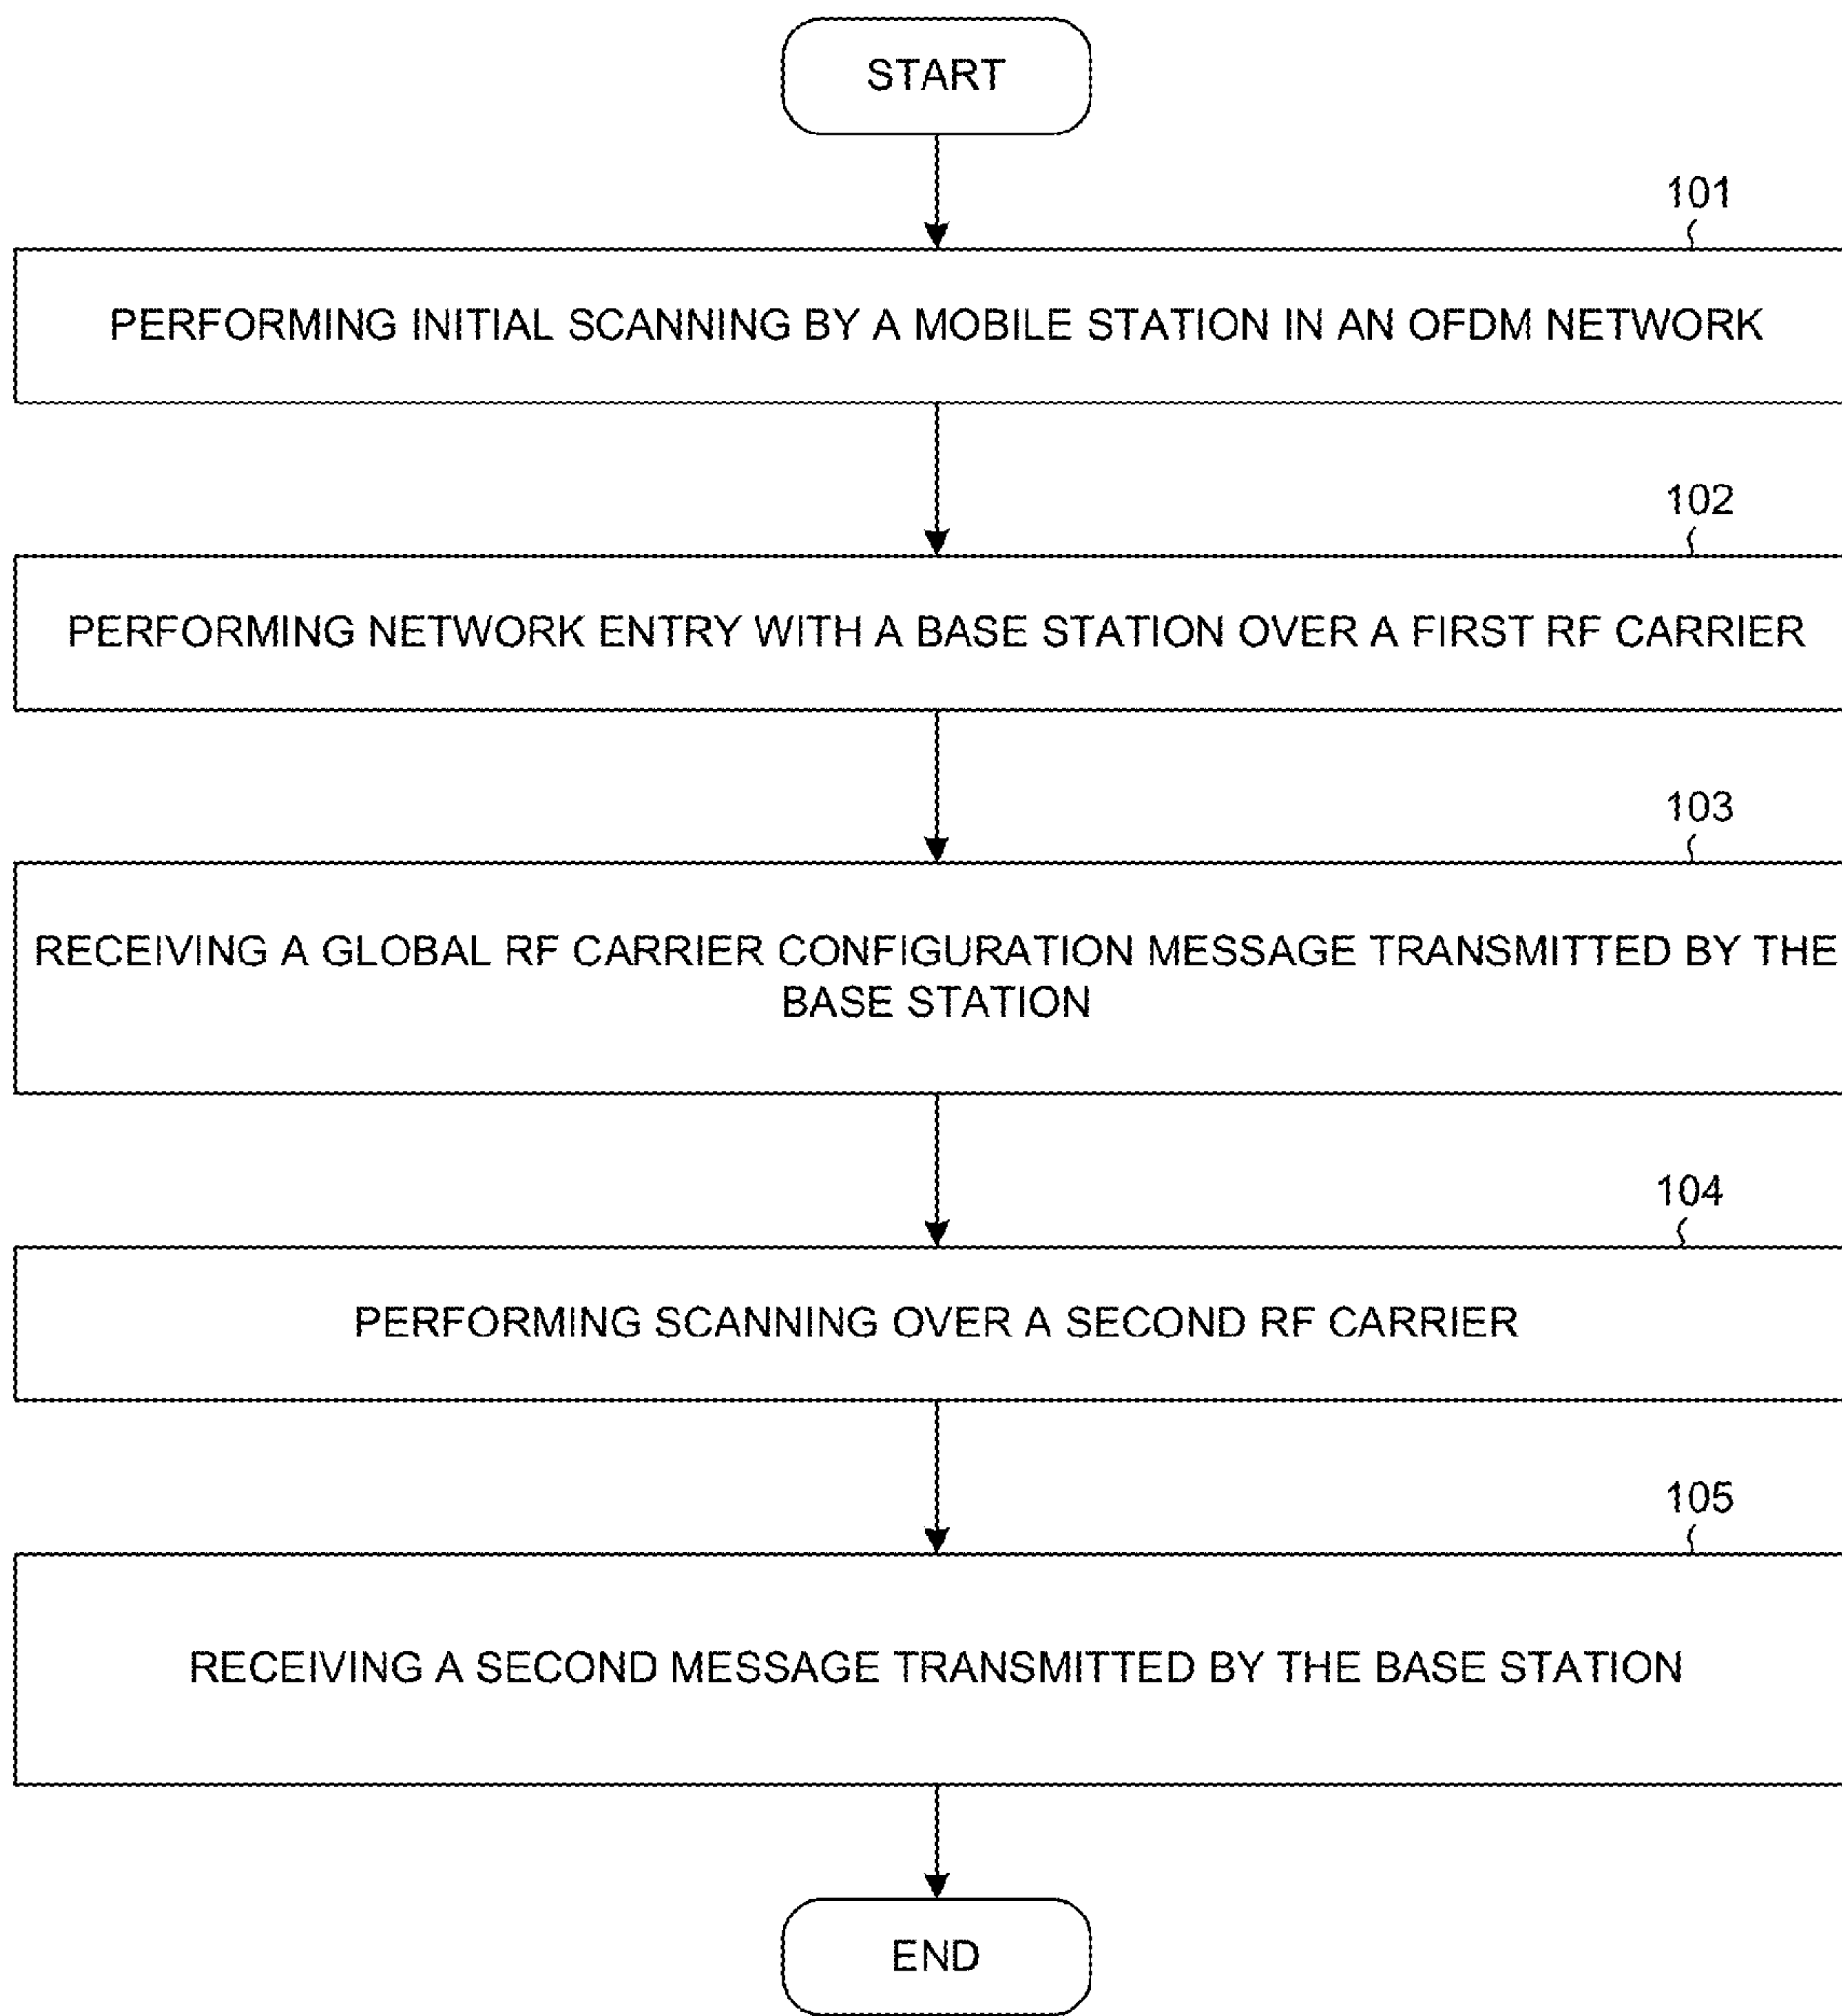 START
101
PERFORMING INITIAL SCANNING BY A MOBILE STATION IN AN OFDM NETWORK
102
PERFORMING NETWORK ENTRY WITH A BASE STATION OVER A FIRST RF CARRIER
103
RECEIVING A GLOBAL RF CARRIER CONFIGURATION MESSAGE TRANSMITTED BY THE
BASE STATION
104
PERFORMING SCANNING OVER A SECOND RF CARRIER
105
RECEIVING A SECOND MESSAGE TRANSMITTED BY THE BASE STATION
END